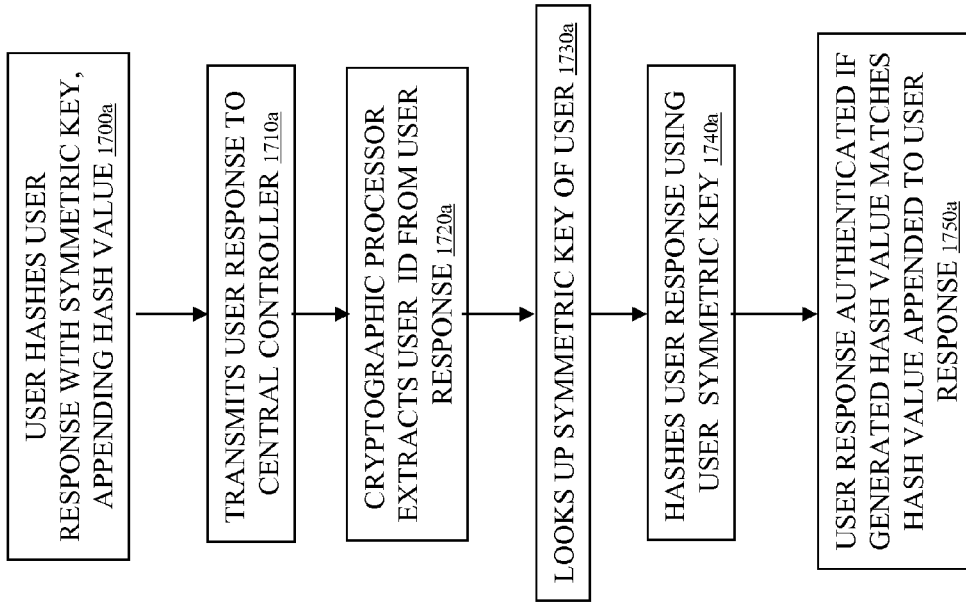 USER HASHES USER
RESPONSE WITH SYMMETRIC KEY,
APPENDING HASH VALUE 1700a
TRANSMITS USER RESPONSE TO
CENTRAL CONTROLLER 1710a
CRYPTOGRAPHIC PROCESSOR
EXTRACTS USER ID FROM USER
RESPONSE 1720a
LOOKS UP SYMMETRIC KEY OF USER 1730a
HASHES USER RESPONSE USING
USER SYMMETRIC KEY 1740a
USER RESPONSE AUTHENTICATED IF
GENERATED HASH VALUE MATCHES
HASH VALUE APPENDED TO USER
RESPONSE 1750a